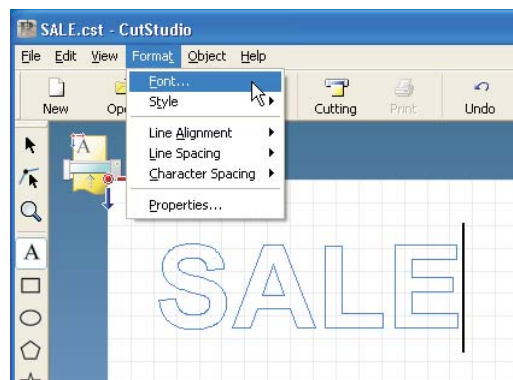 SALE.cst - CutStudio
File Edit View Format Object Help
New Cutting Print Undo
Font...
Style
Line Alignment
Line Spacing
Character Spacing
Properties...
A
A
SALE